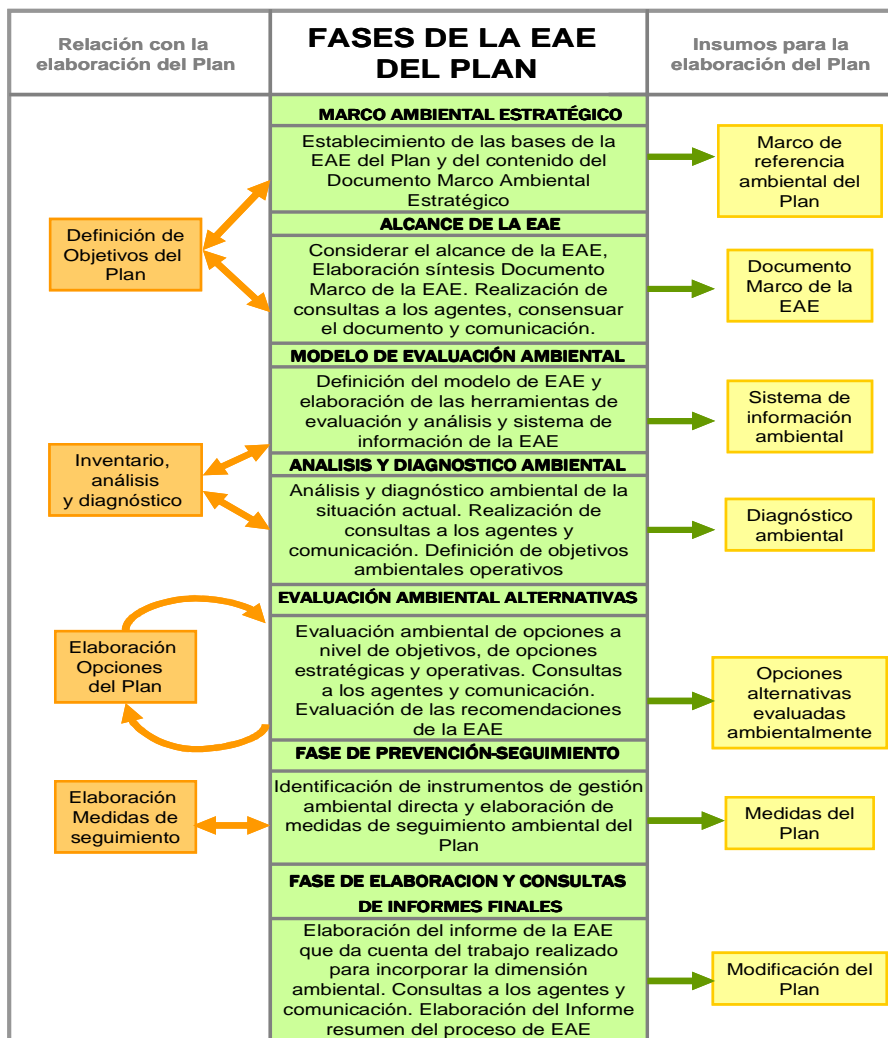 Relación con la
elaboración del Plan
FASES DE LA EAE
DEL PLAN
Insumos para la
elaboración del Plan
MARCO AMBIENTAL ESTRATÉGICO
Establecimiento de las bases de la
EAE del Plan y del contenido del
Documento Marco Ambiental
Estratégico
Marco de
referencia
ambiental del
Plan
Definición de
Objetivos del
Plan
ALCANCE DE LA EAE
Considerar el alcance de la EAE,
Elaboración síntesis Documento
Marco de la EAE. Realización de
consultas a los agentes, consensuar
el documento y comunicación.
Documento
Marco de la
EAE
MODELO DE EVALUACIÓN AMBIENTAL
Definición del modelo de EAE y
elaboración de las herramientas de
evaluación y análisis y sistema de
información de la EAE
Sistema de
información
ambiental
Inventario,
análisis
y diagnóstico
ANALISIS Y DIAGNOSTICO AMBIENTAL
Análisis y diagnóstico ambiental de la
situación actual. Realización de
consultas a los agentes y
comunicación. Definición de objetivos
ambientales operativos
Diagnóstico
ambiental
EVALUACIÓN AMBIENTAL ALTERNATIVAS
Elaboración
Opciones
del Plan
Evaluación ambiental de opciones a
nivel de objetivos, de opciones
estratégicas y operativas. Consultas
a los agentes y comunicación.
Evaluación de las recomendaciones
de la EAE
Opciones
alternativas
evaluadas
ambientalmente
FASE DE PREVENCIÓN-SEGUIMIENTO
Elaboración
Medidas de
seguimiento
Identificación de instrumentos de gestión
ambiental directa y elaboración de
medidas de seguimiento ambiental del
Plan
Medidas del
Plan
FASE DE ELABORACION Y CONSULTAS
DE INFORMES FINALES
Elaboración del informe de la EAE
que da cuenta del trabajo realizado
para incorporar la dimensión
ambiental. Consultas a los agentes y
comunicación. Elaboración del Informe
resumen del proceso de EAE
Modificación del
Plan